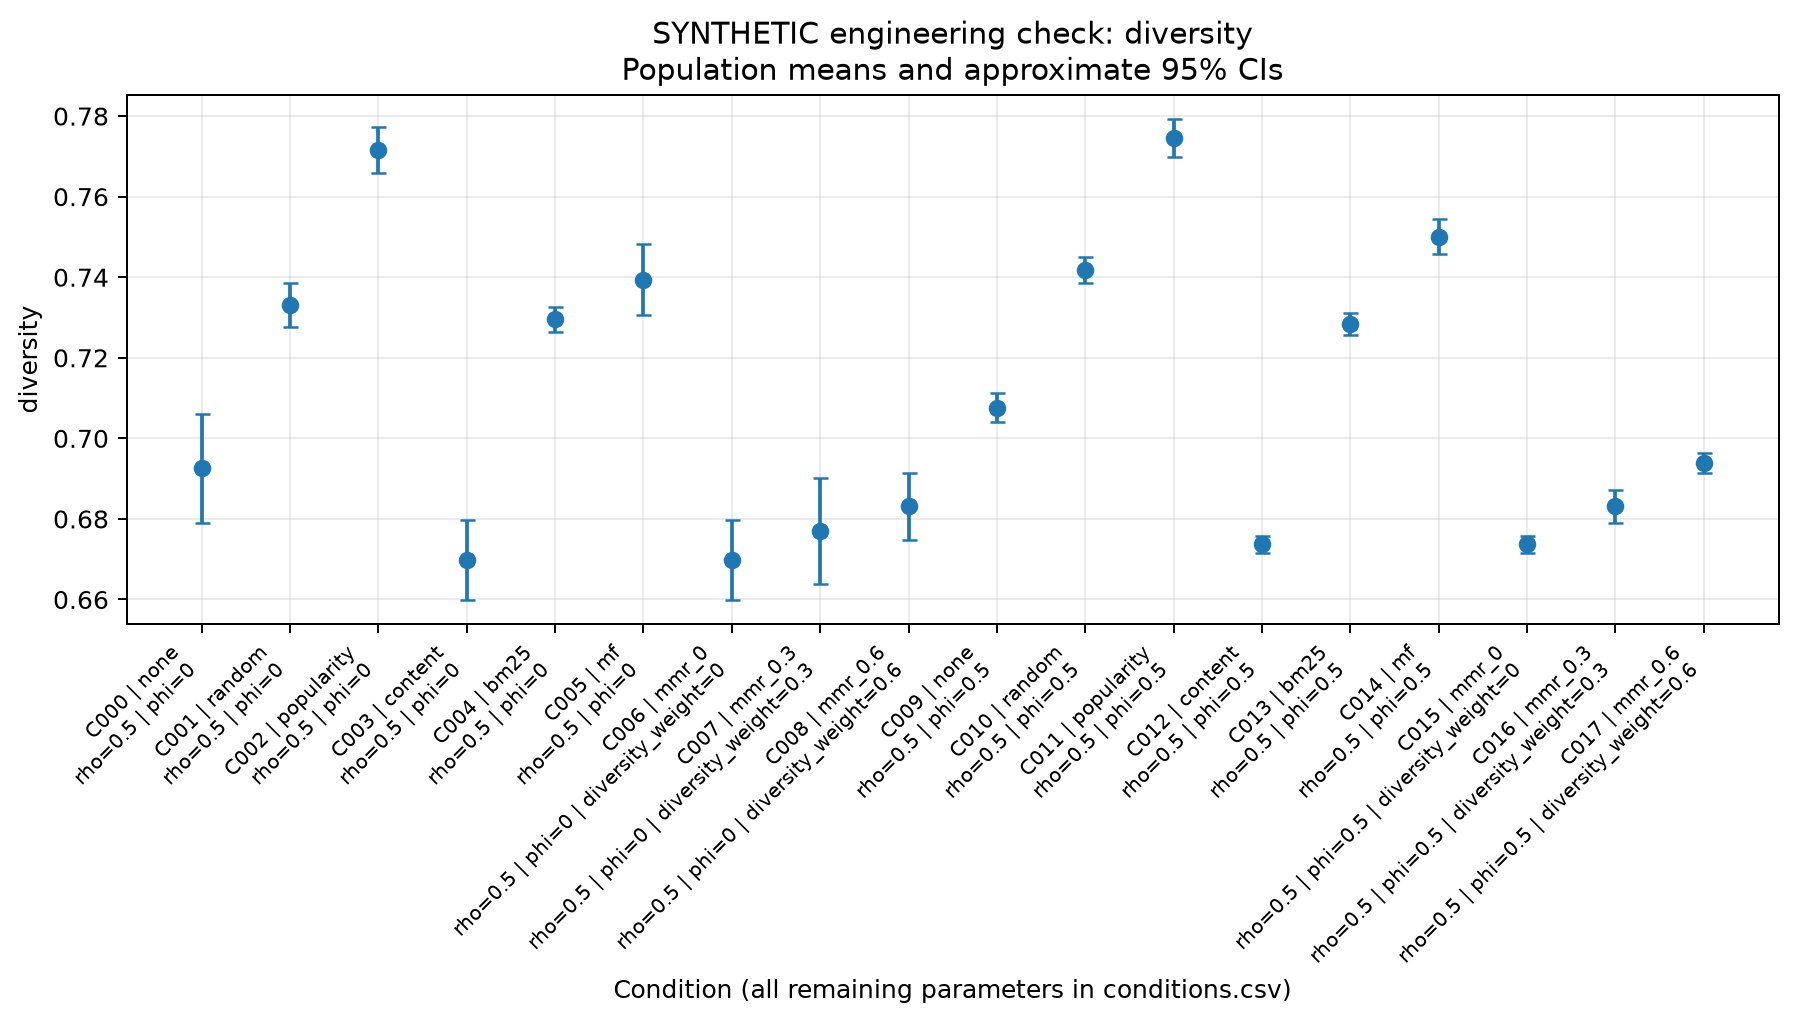 SYNTHETIC engineering check: diversity
Population means and approximate 95% CIs
diversity
0.78
0.76
0.74
0.72
0.70
0.68
0.66
C000 | none
rho=0.5 | phi=0
C001 | random
rho=0.5 | phi=0
C002 | popularity
rho=0.5 | phi=0
C003 | content
rho=0.5 | phi=0
C004 | bm25
rho=0.5 | phi=0
C005 | mf
rho=0.5 | phi=0
C006 | mmr_0
rho=0.5 | phi=0 | diversity_weight=0
C007 | mmr_0.3
rho=0.5 | phi=0 | diversity_weight=0.3
C008 | mmr_0.6
rho=0.5 | phi=0 | diversity_weight=0.6
C009 | none
rho=0.5 | phi=0.5
C010 | random
rho=0.5 | phi=0.5
C011 | popularity
rho=0.5 | phi=0.5
C012 | content
rho=0.5 | phi=0.5
C013 | bm25
rho=0.5 | phi=0.5
C014 | mf
rho=0.5 | phi=0.5
C015 | mmr_0
rho=0.5 | phi=0.5 | diversity_weight=0
C016 | mmr_0.3
rho=0.5 | phi=0.5 | diversity_weight=0.3
C017 | mmr_0.6
rho=0.5 | phi=0.5 | diversity_weight=0.6
Condition (all remaining parameters in conditions.csv)